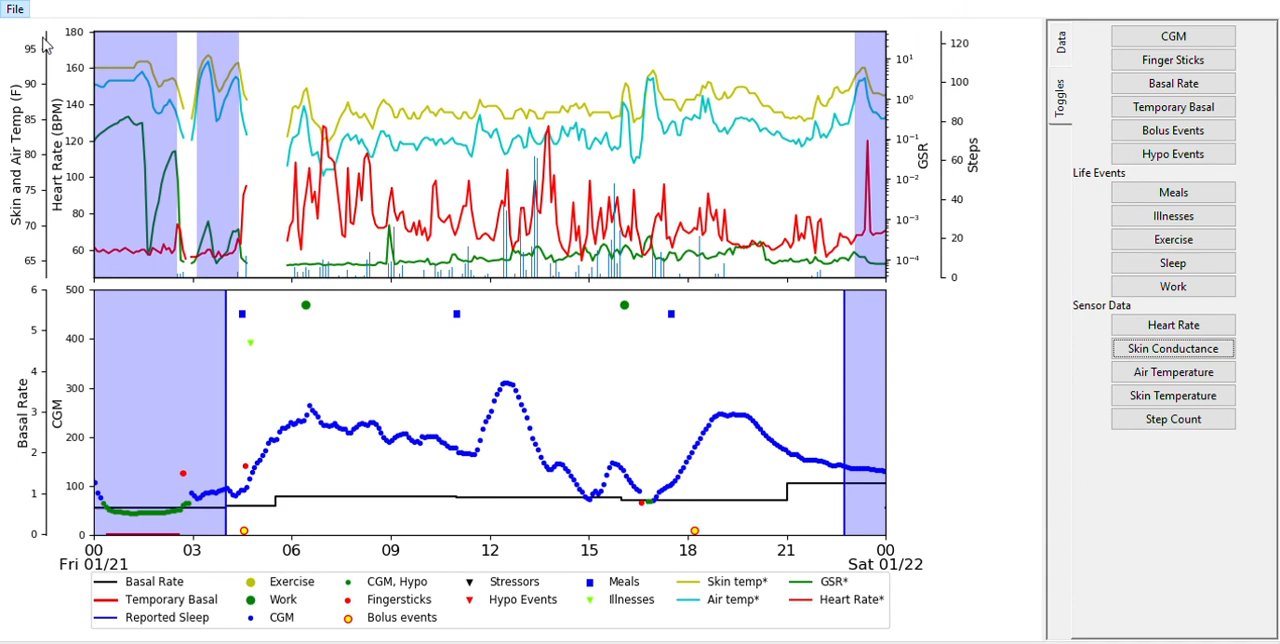 File
Skin and Air Temp (F)
95
90
85
80
75
70
65
Heart Rate (BPM)
180
160
140
120
100
80
60
GSR
10¹
10⁰
10⁻¹
10⁻²
10⁻³
10⁻⁴
Steps
120
100
80
60
40
20
0
Basal Rate
6
5
4
3
2
1
0
CGM
500
400
300
200
100
0
00 03 06 09 12 15 18 21 00
Fri 01/21 Sat 01/22
Basal Rate Exercise CGM, Hypo Stressors Meals Skin temp* GSR*
Temporary Basal Work Fingersticks Hypo Events Illnesses Air temp* Heart Rate*
Reported Sleep CGM Bolus events
Data
Toggles
CGM
Finger Sticks
Basal Rate
Temporary Basal
Bolus Events
Hypo Events
Life Events
Meals
Illnesses
Exercise
Sleep
Work
Sensor Data
Heart Rate
Skin Conductance
Air Temperature
Skin Temperature
Step Count